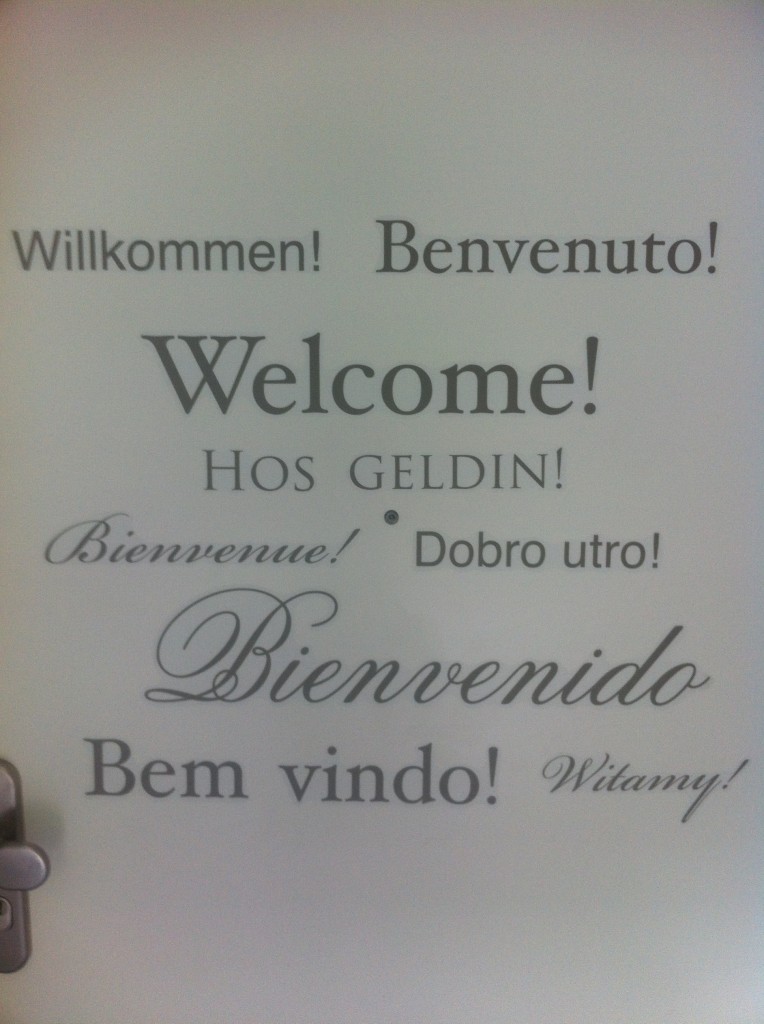 Willkommen! Benvenuto!
Welcome!
HOS GELDIN!
Bienvenue! Dobro utro!
Bienvenido
Bem vindo! Witamy!